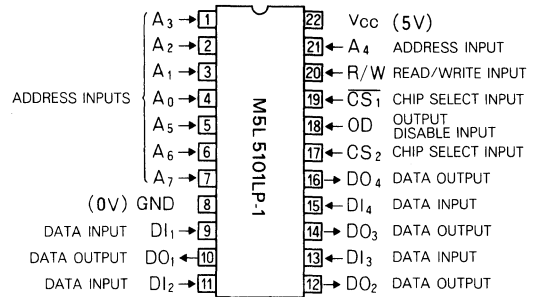 A3 → 1 22 Vcc (5V)
A2 → 2 21 ← A4 ADDRESS INPUT
A1 → 3 20 ← R/W READ/WRITE INPUT
ADDRESS INPUTS A0 → 4 19 ← CS1 CHIP SELECT INPUT
A5 → 5 18 ← OD OUTPUT DISABLE INPUT
A6 → 6 17 ← CS2 CHIP SELECT INPUT
A7 → 7 16 → DO4 DATA OUTPUT
(0V) GND 8 15 ← DI4 DATA INPUT
DATA INPUT DI1 → 9 14 → DO3 DATA OUTPUT
DATA OUTPUT DO1 ← 10 13 ← DI3 DATA INPUT
DATA INPUT DI2 → 11 12 → DO2 DATA OUTPUT
M5L5101LP-1